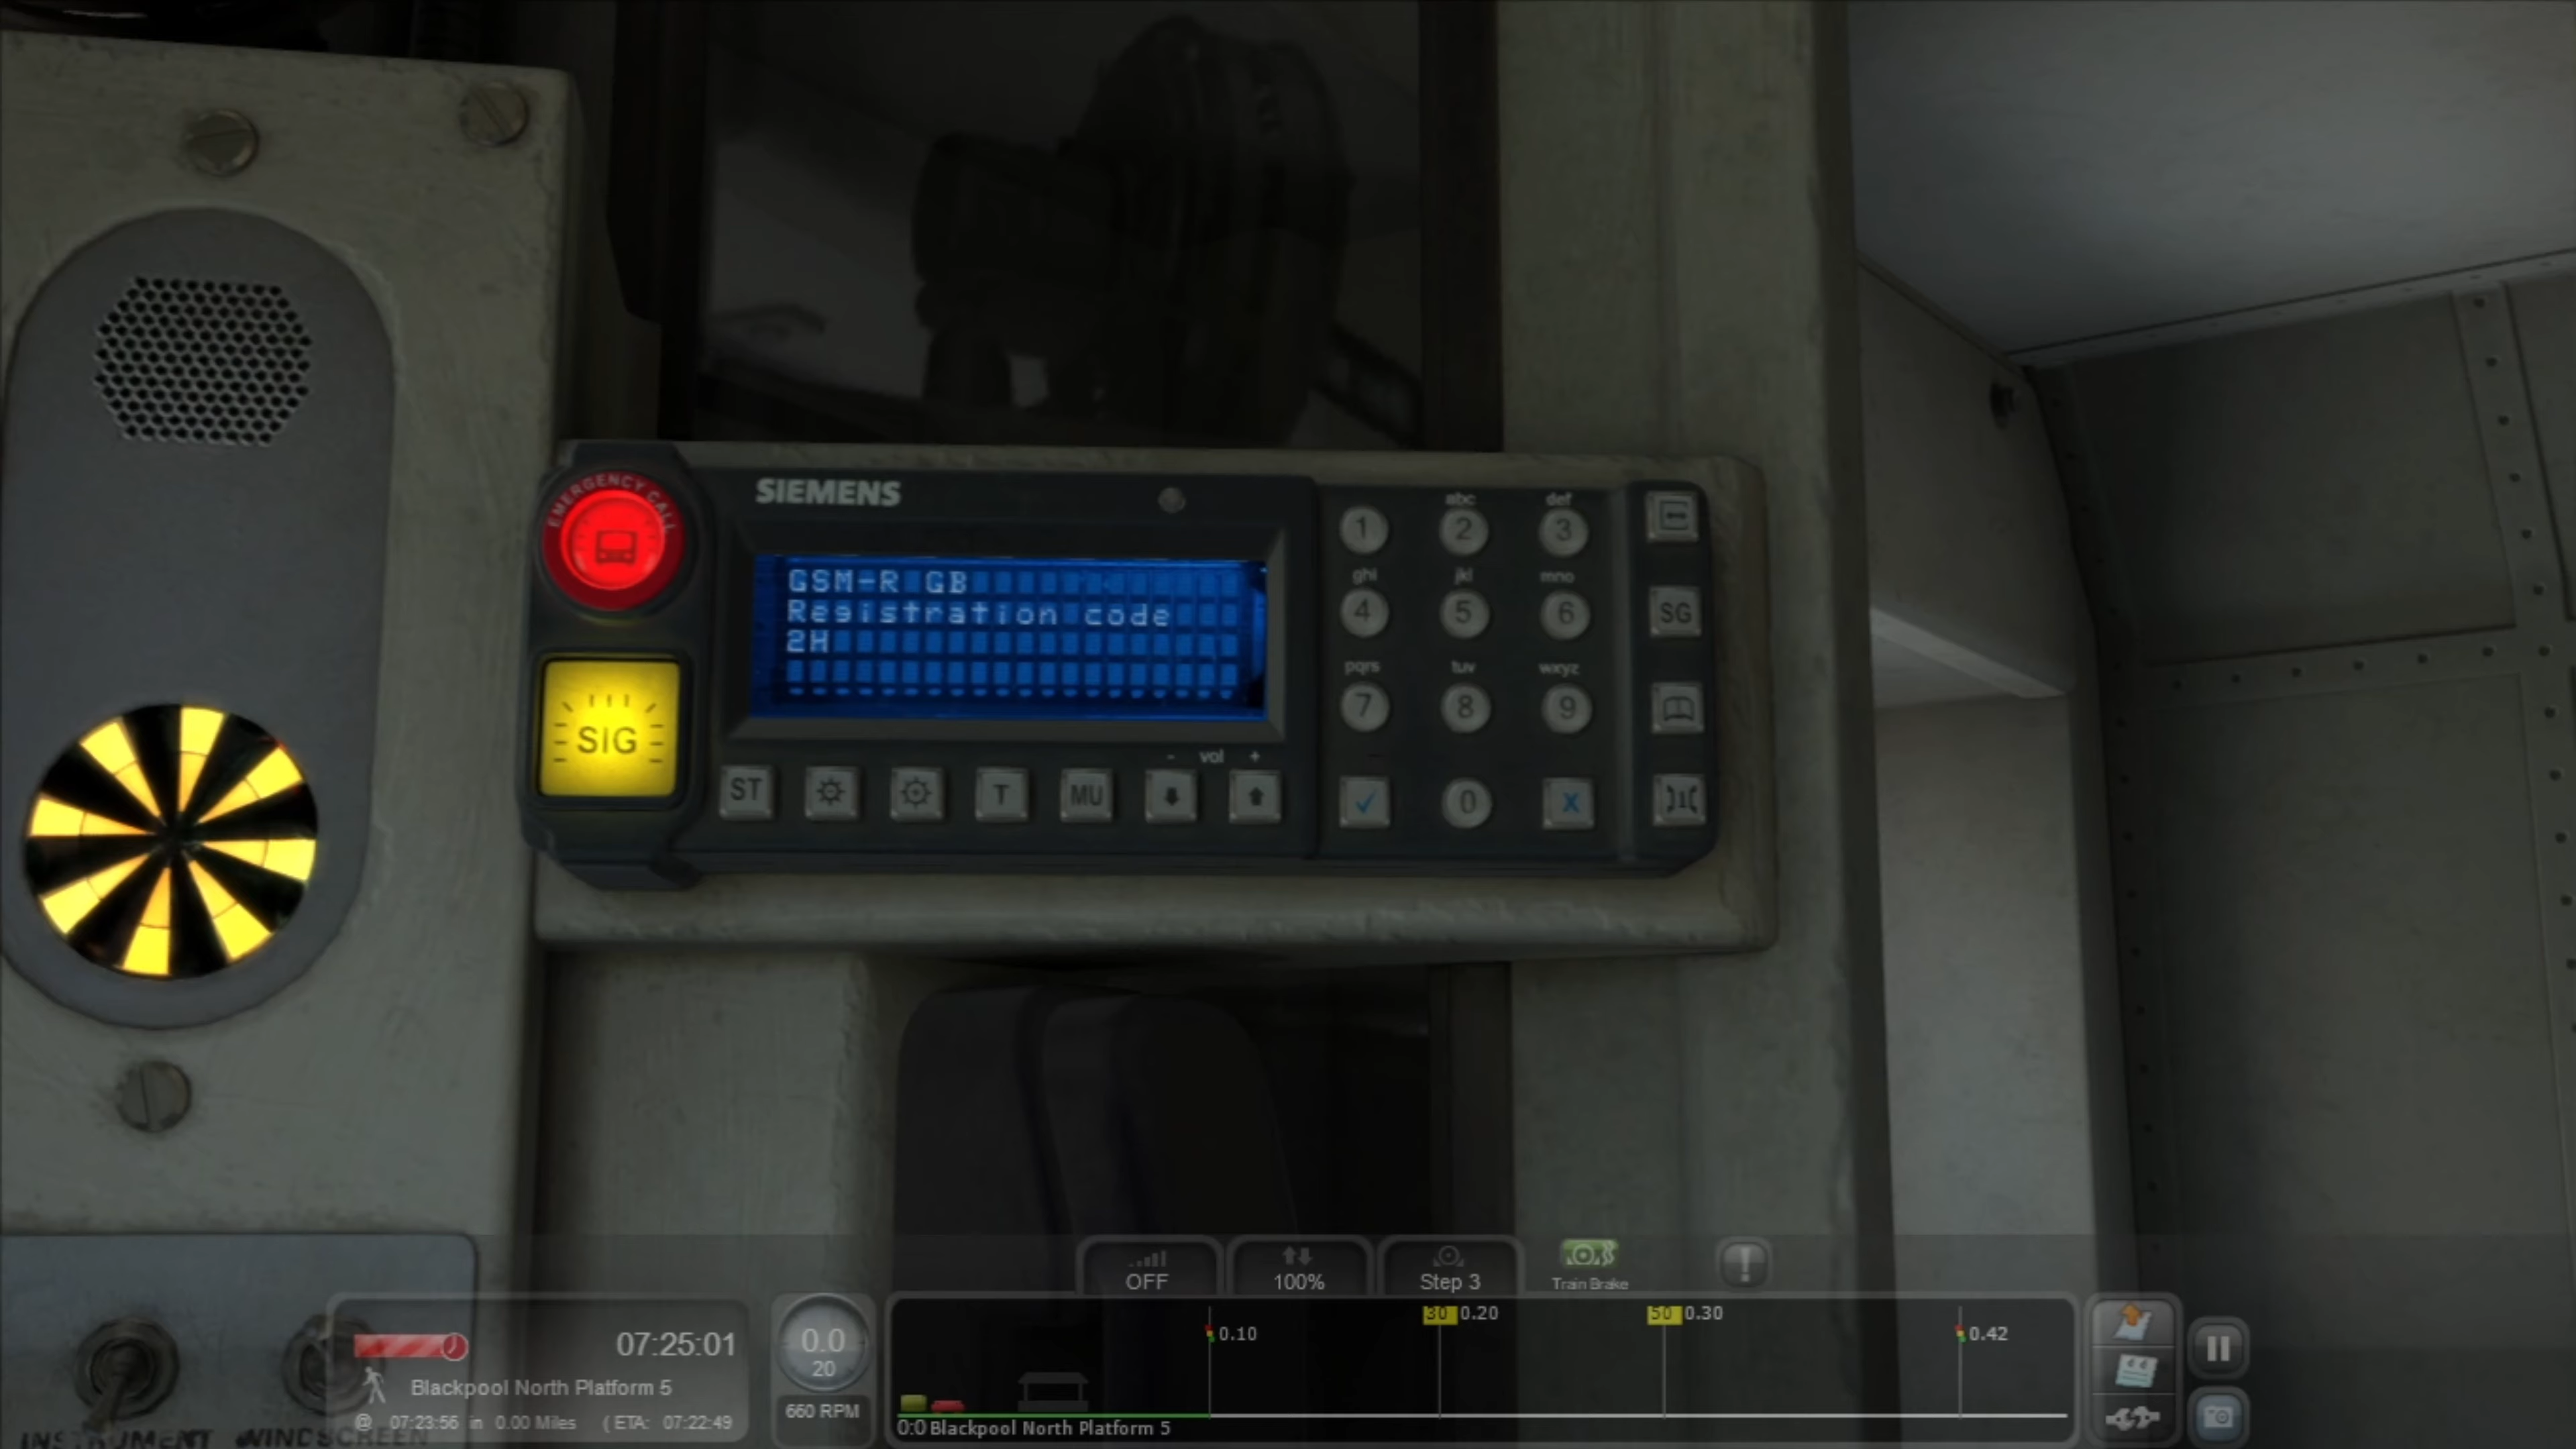 EMERGENCY CALL
SIEMENS
GSM-R GB
Registration code
2H
SIG
ST
T
MU
- vol +
1
abc
2
def
3
ghi
4
jkl
5
mno
6
pqrs
7
tuv
8
wxyz
9
0
X
SG
OFF
100%
Step 3
Train Brake
!
07:25:01
Blackpool North Platform 5
@ 07:23:56 in 0.00 Miles ( ETA: 07:22:49
0.0
20
660 RPM
0.10
30 0.20
50 0.30
0.42
0:0 Blackpool North Platform 5
INSTRUMENT WINDSCREEN